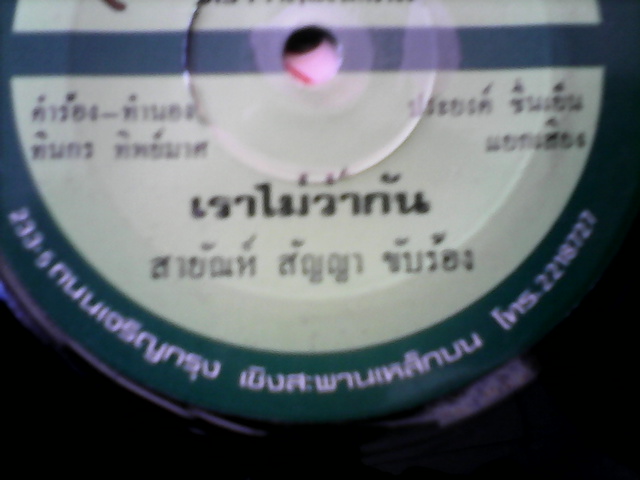 คำร้อง-ทำนอง
ทินกร ทิพย์มาศ
ประยงค์ ชื่นเย็น
แยกเสียง
เราไม่ว่ากัน
สายัณห์ สัญญา ขับร้อง
233-5 ถนนเจริญกรุง เชิงสะพานเหล็กบน โทร.2218727